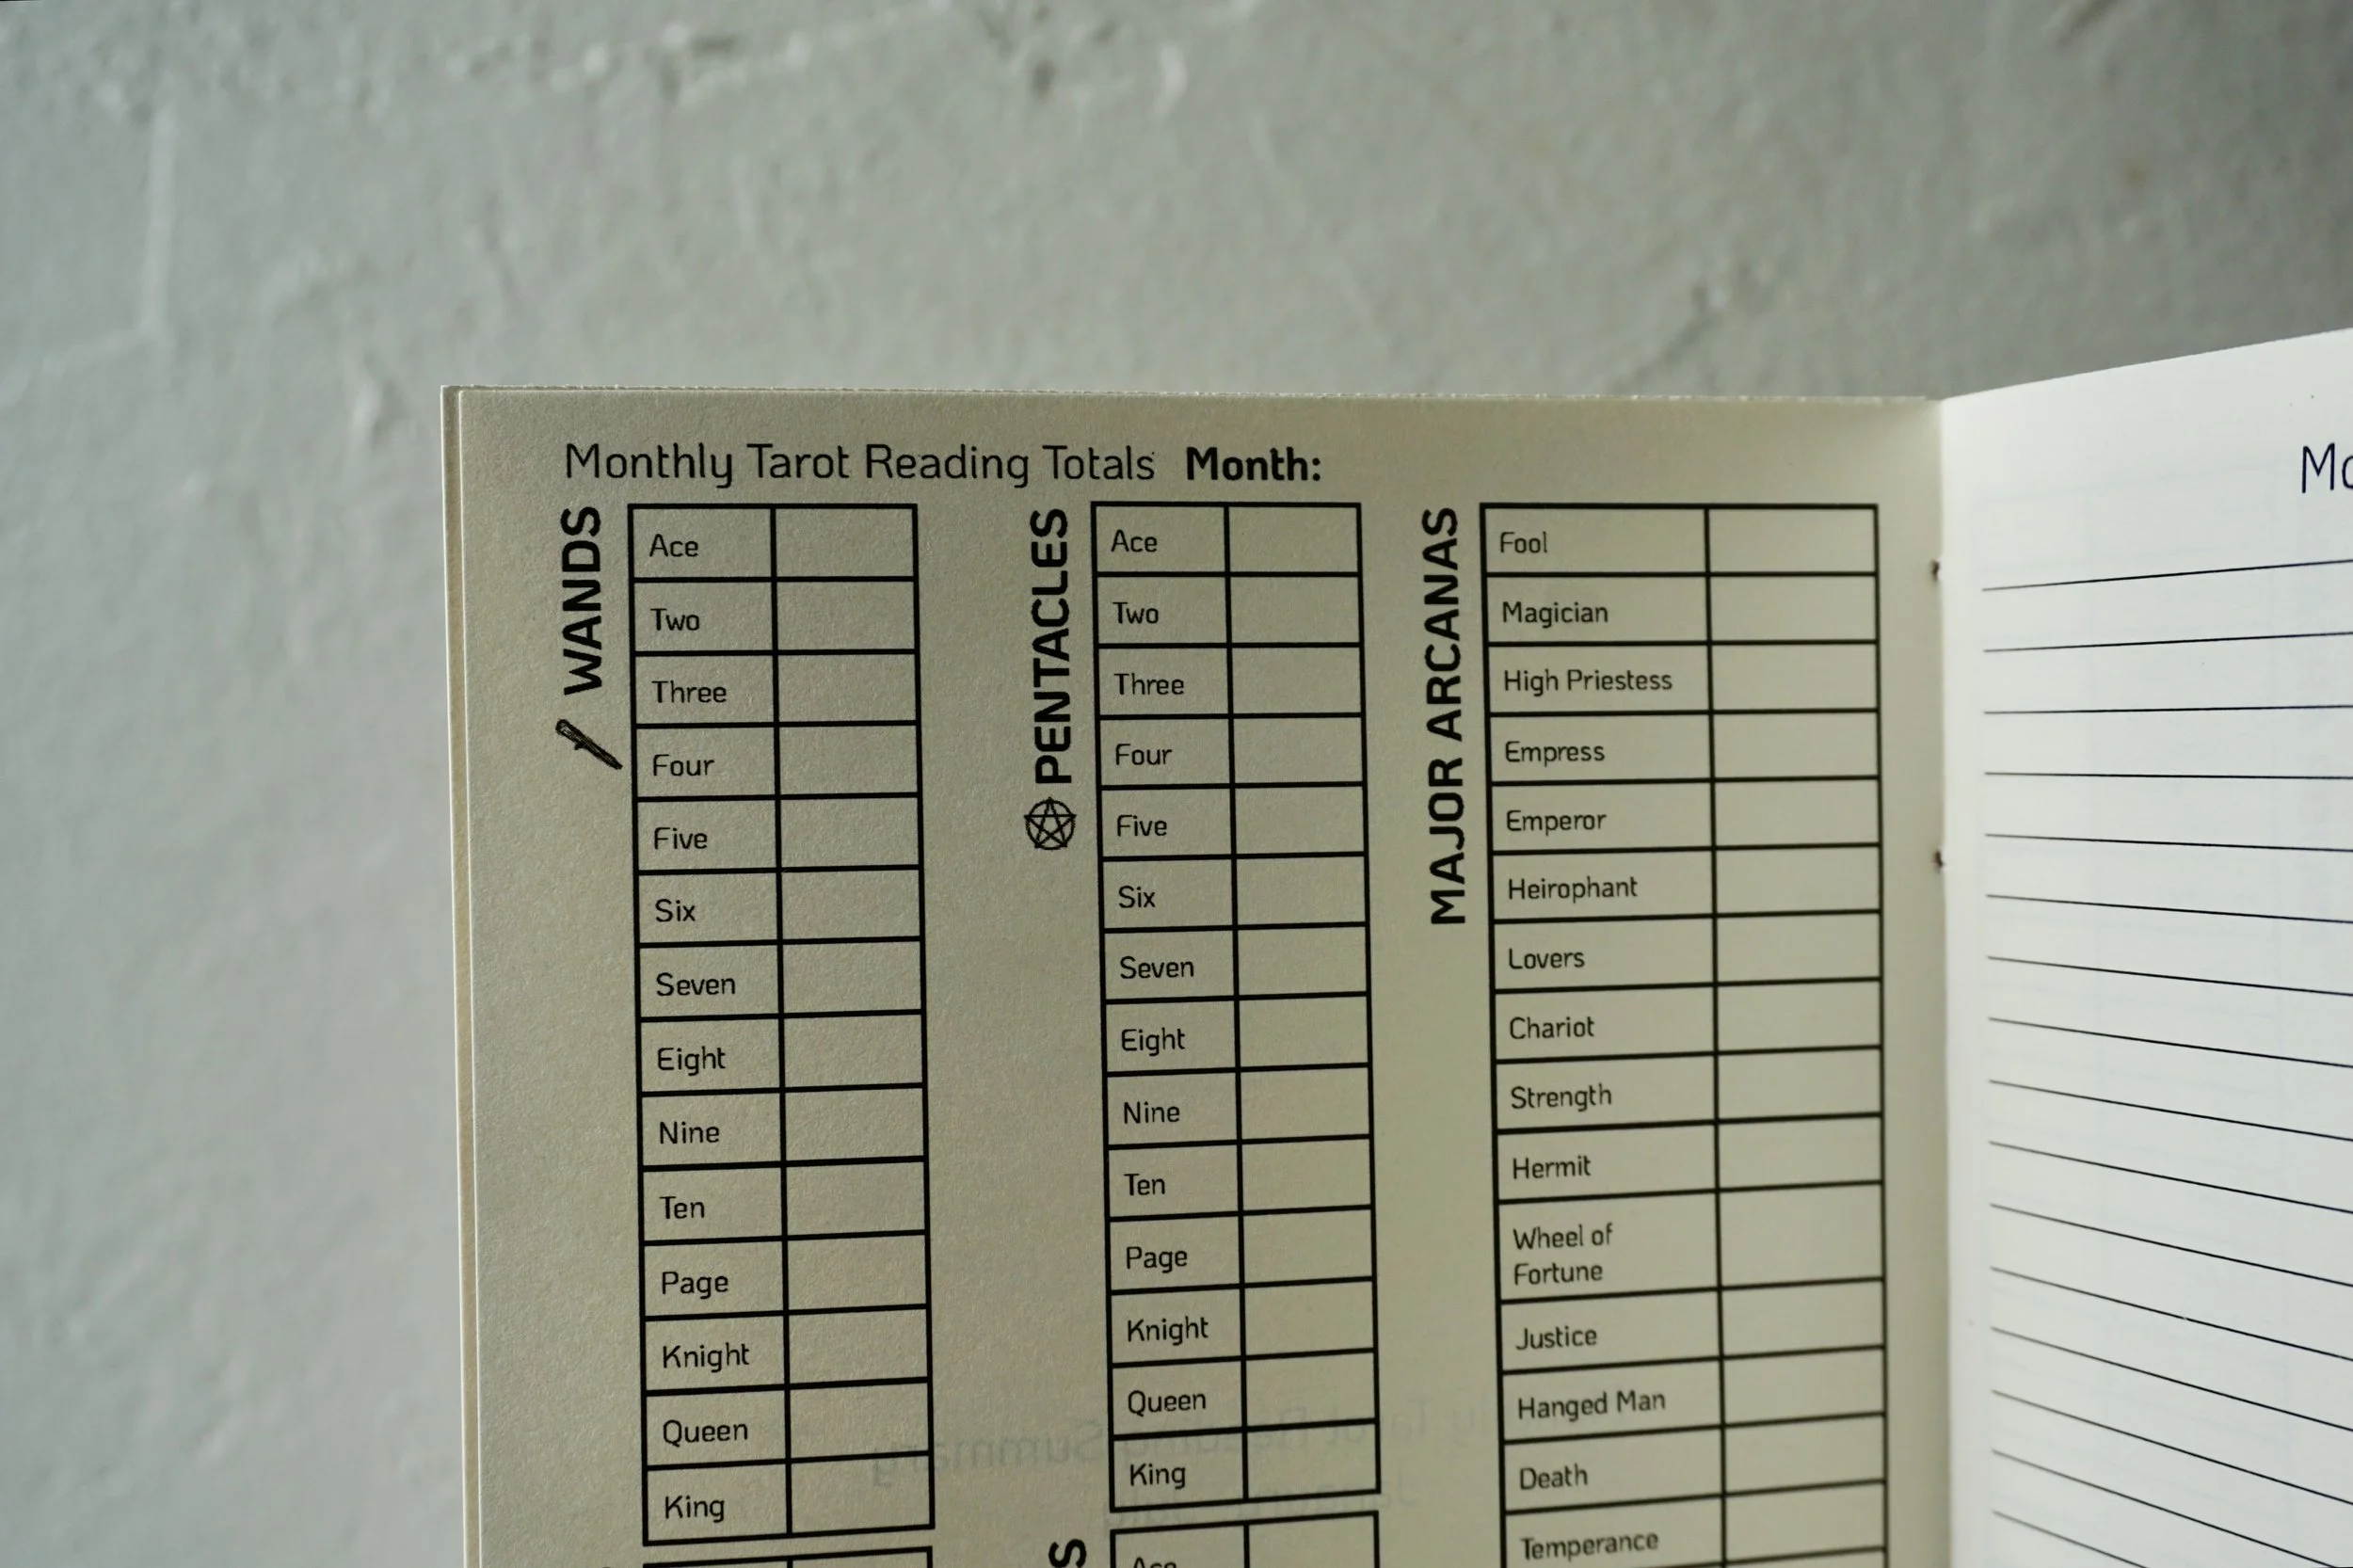 Monthly Tarot Reading Totals Month:
WANDS
Ace
Two
Three
Four
Five
Six
Seven
Eight
Nine
Ten
Page
Knight
Queen
King
PENTACLES
Ace
Two
Three
Four
Five
Six
Seven
Eight
Nine
Ten
Page
Knight
Queen
King
Ace
MAJOR ARCANAS
Fool
Magician
High Priestess
Empress
Emperor
Heirophant
Lovers
Chariot
Strength
Hermit
Wheel of
Fortune
Justice
Hanged Man
Death
Temperance